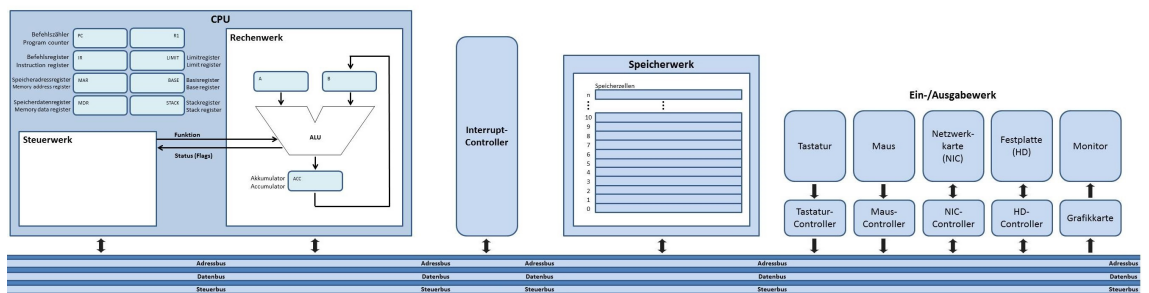 CPU
Befehlszähler
Program counter
PC
R1
Befehlsregister
Instruction register
IR
LIMIT
Limitregister
Limit register
Speicheradressregister
Memory address register
MAR
BASE
Basisregister
Base register
Speicherdatenregister
Memory data register
MDR
STACK
Stackregister
Stack register
Steuerwerk
Funktion
Status (Flags)
Rechenwerk
A
B
ALU
Akkumulator
Accumulator
ACC
Interrupt-
Controller
Speicherwerk
Speicherzellen
n
10
9
8
7
6
5
4
3
2
1
0
Ein-/Ausgabewerk
Tastatur
Maus
Netzwerk-
karte
(NIC)
Festplatte
(HD)
Monitor
Tastatur-
Controller
Maus-
Controller
NIC-
Controller
HD-
Controller
Grafikkarte
Adressbus Adressbus Adressbus Adressbus Adressbus
Datenbus Datenbus Datenbus Datenbus Datenbus
Steuerbus Steuerbus Steuerbus Steuerbus Steuerbus